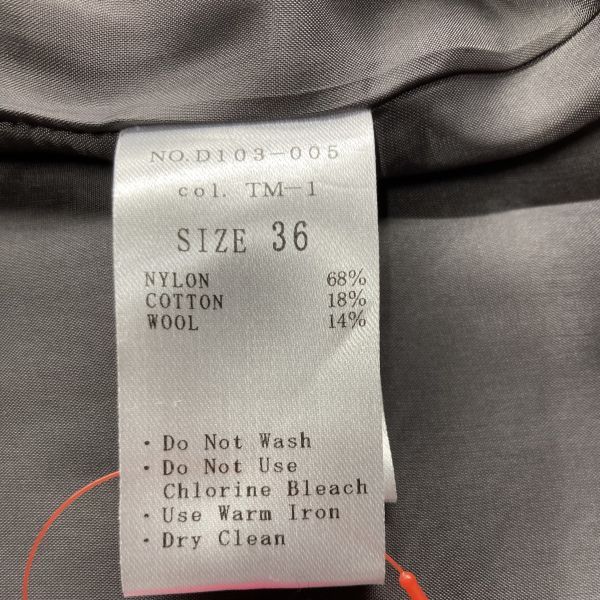 NO.D103-005
col. TM-1
SIZE 36
NYLON 68%
COTTON 18%
WOOL 14%
・Do Not Wash
・Do Not Use
Chlorine Bleach
・Use Warm Iron
・Dry Clean